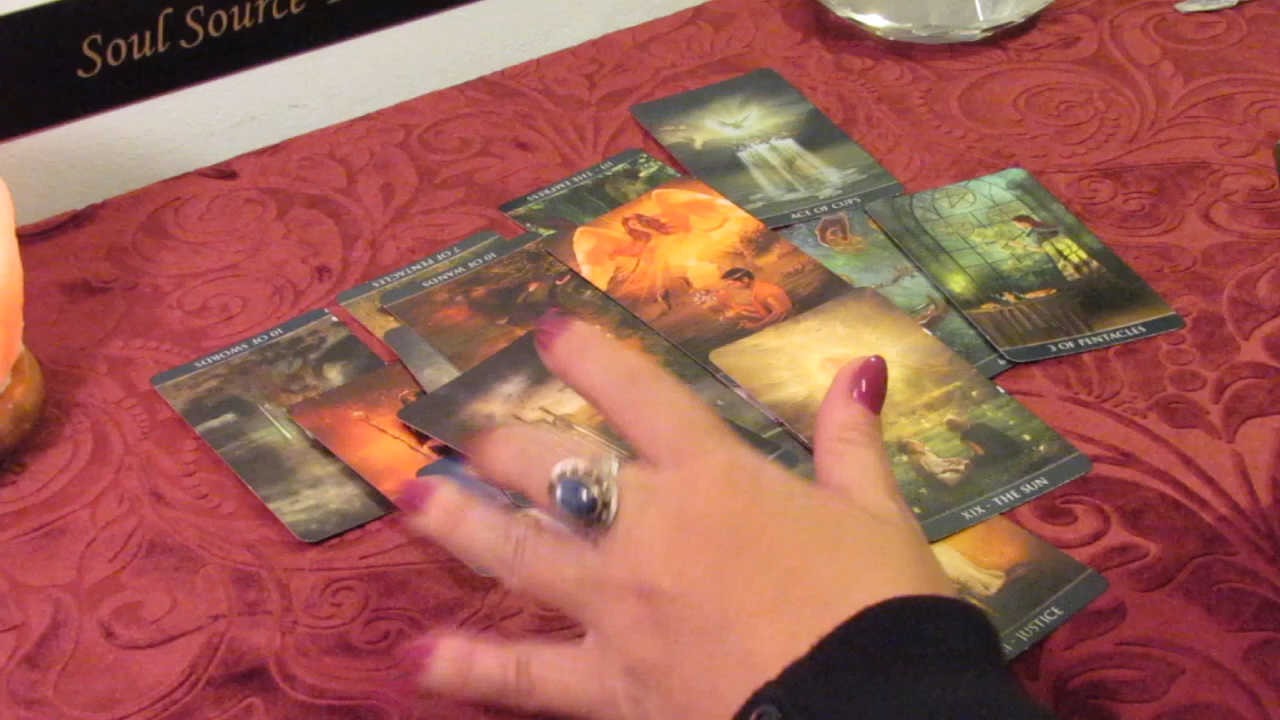 Soul Source
ACE OF CUPS
III - THE EMPRESS
3 OF PENTACLES
7 OF PENTACLES
10 OF WANDS
10 OF SWORDS
XIX - THE SUN
- JUSTICE